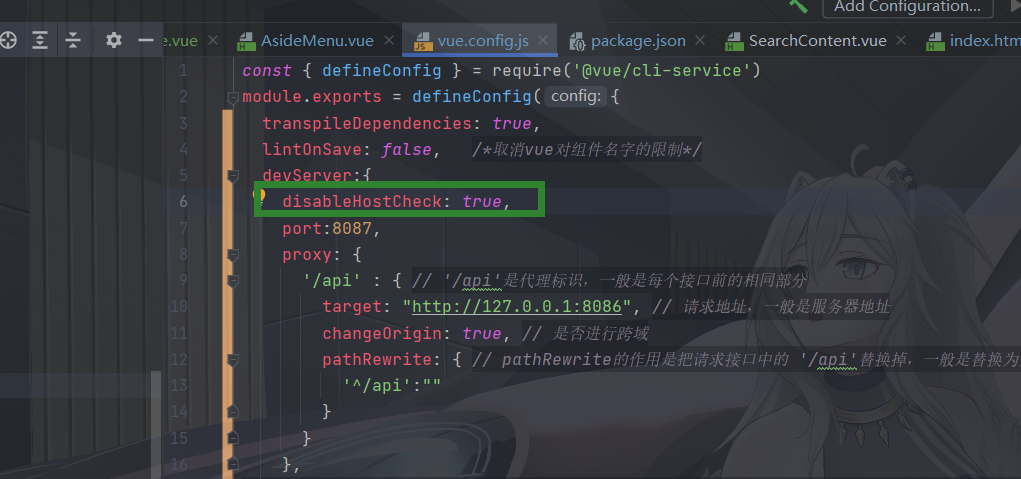 Add Configuration...
e.vue
AsideMenu.vue
vue.config.js
package.json
SearchContent.vue
index.htm
1 const { defineConfig } = require('@vue/cli-service')
2 module.exports = defineConfig( config: {
3 transpileDependencies: true,
4 lintOnSave: false, /*取消vue对组件名字的限制*/
5 devServer:{
6 disableHostCheck: true,
7 port:8087,
8 proxy: {
9 '/api' : { // '/api'是代理标识，一般是每个接口前的相同部分
10 target: "http://127.0.0.1:8086", // 请求地址，一般是服务器地址
11 changeOrigin: true, // 是否进行跨域
12 pathRewrite: { // pathRewrite的作用是把请求接口中的 '/api'替换掉，一般是替换为
13 '^/api':""
14 }
15 }
16 },